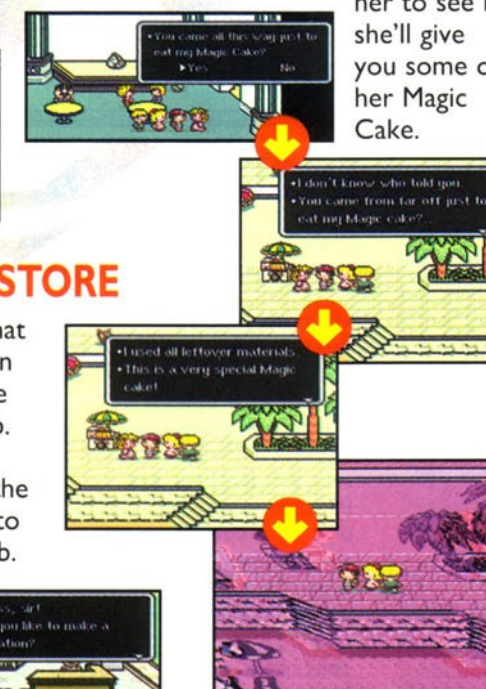 her to see
she'll give
you some
her Magic
Cake.
•You came all this way just to
eat my Magic Cake?
▶Yes No
•I don't know who told you.
•You came from far off just to
eat my Magic cake?...
STORE
•I used all leftover materials.
•This is a very special Magic
cake!
the
to
sir!
you like to make a